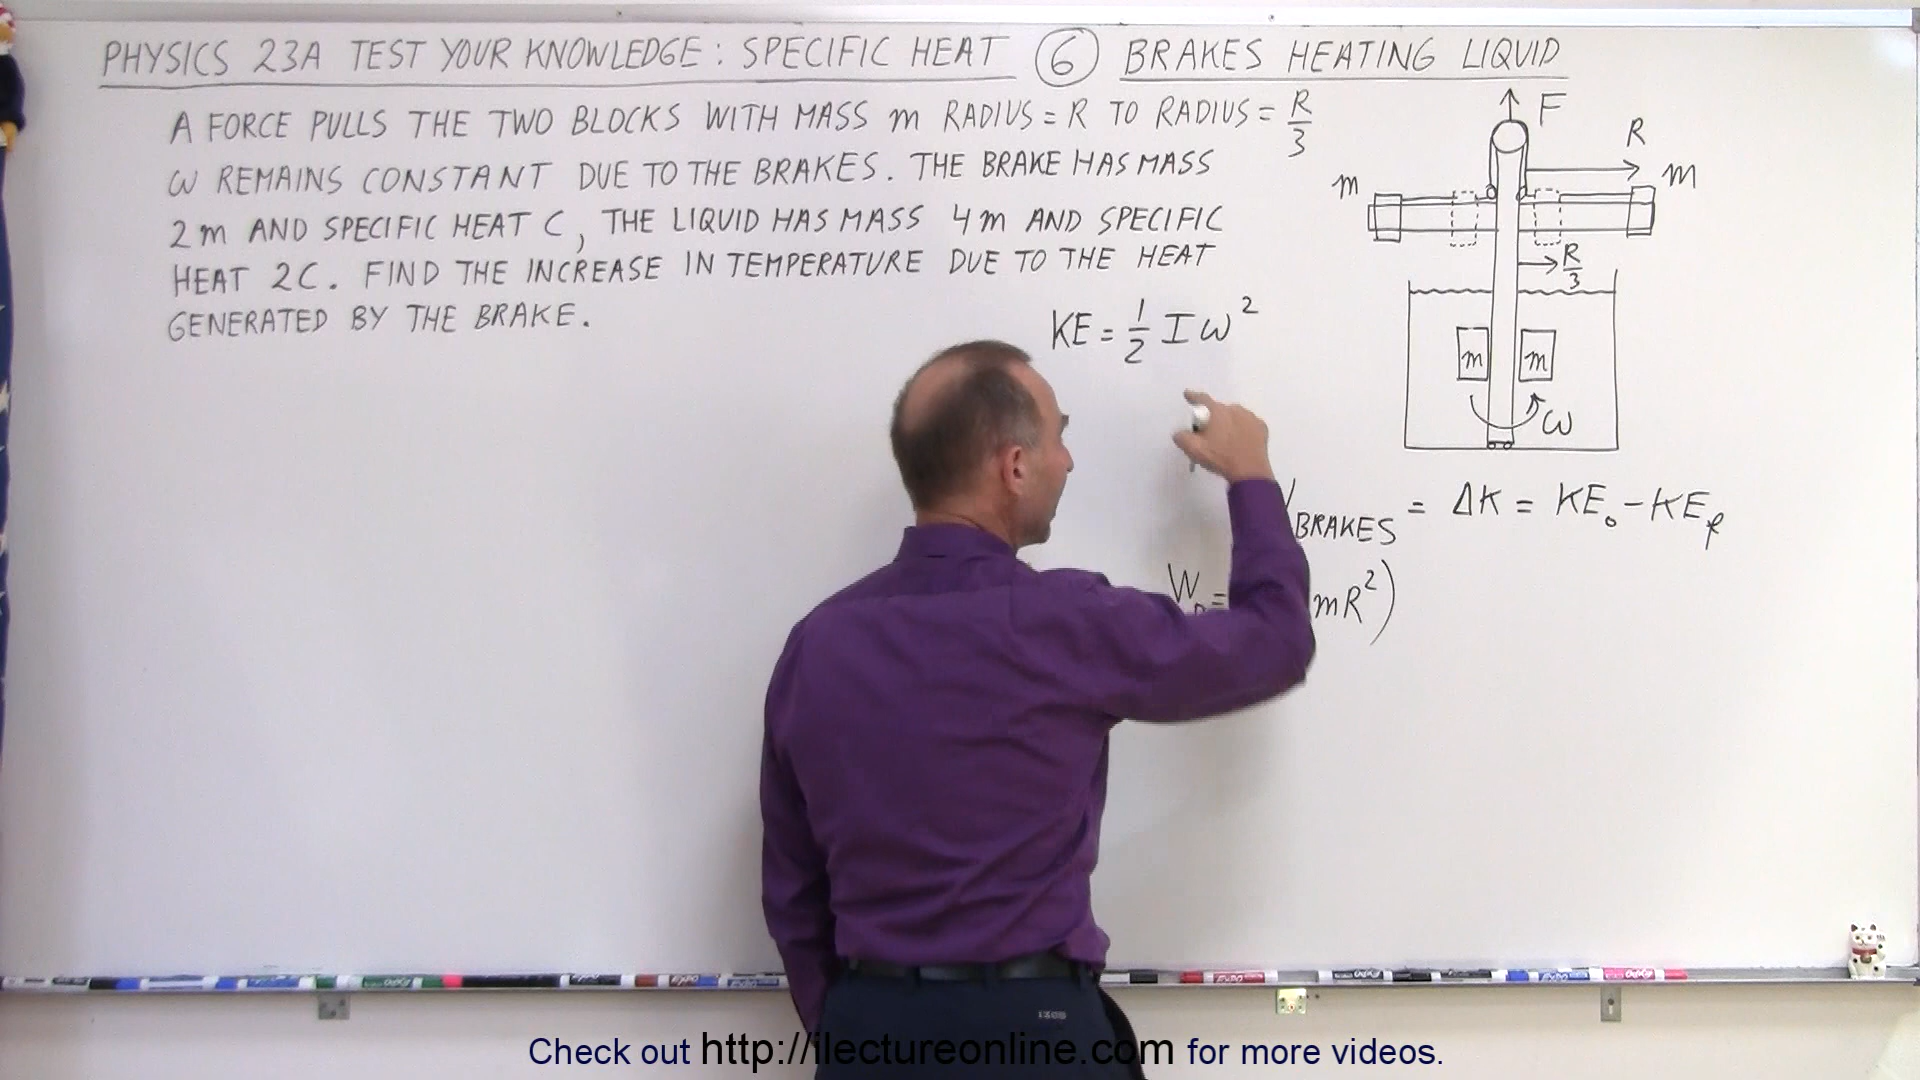 PHYSICS 23A TEST YOUR KNOWLEDGE: SPECIFIC HEAT (6) BRAKES HEATING LIQUID
A FORCE PULLS THE TWO BLOCKS WITH MASS m RADIUS = R TO RADIUS = R/3
ω REMAINS CONSTANT DUE TO THE BRAKES. THE BRAKE HAS MASS
2m AND SPECIFIC HEAT C, THE LIQUID HAS MASS 4m AND SPECIFIC
HEAT 2C. FIND THE INCREASE IN TEMPERATURE DUE TO THE HEAT
GENERATED BY THE BRAKE.
KE = 1/2 I ω²
F
R
m
m
R/3
m
m
ω
BRAKES = ΔK = KE₀ - KE_f
W = mR²)
Check out http://ilectureonline.com for more videos.